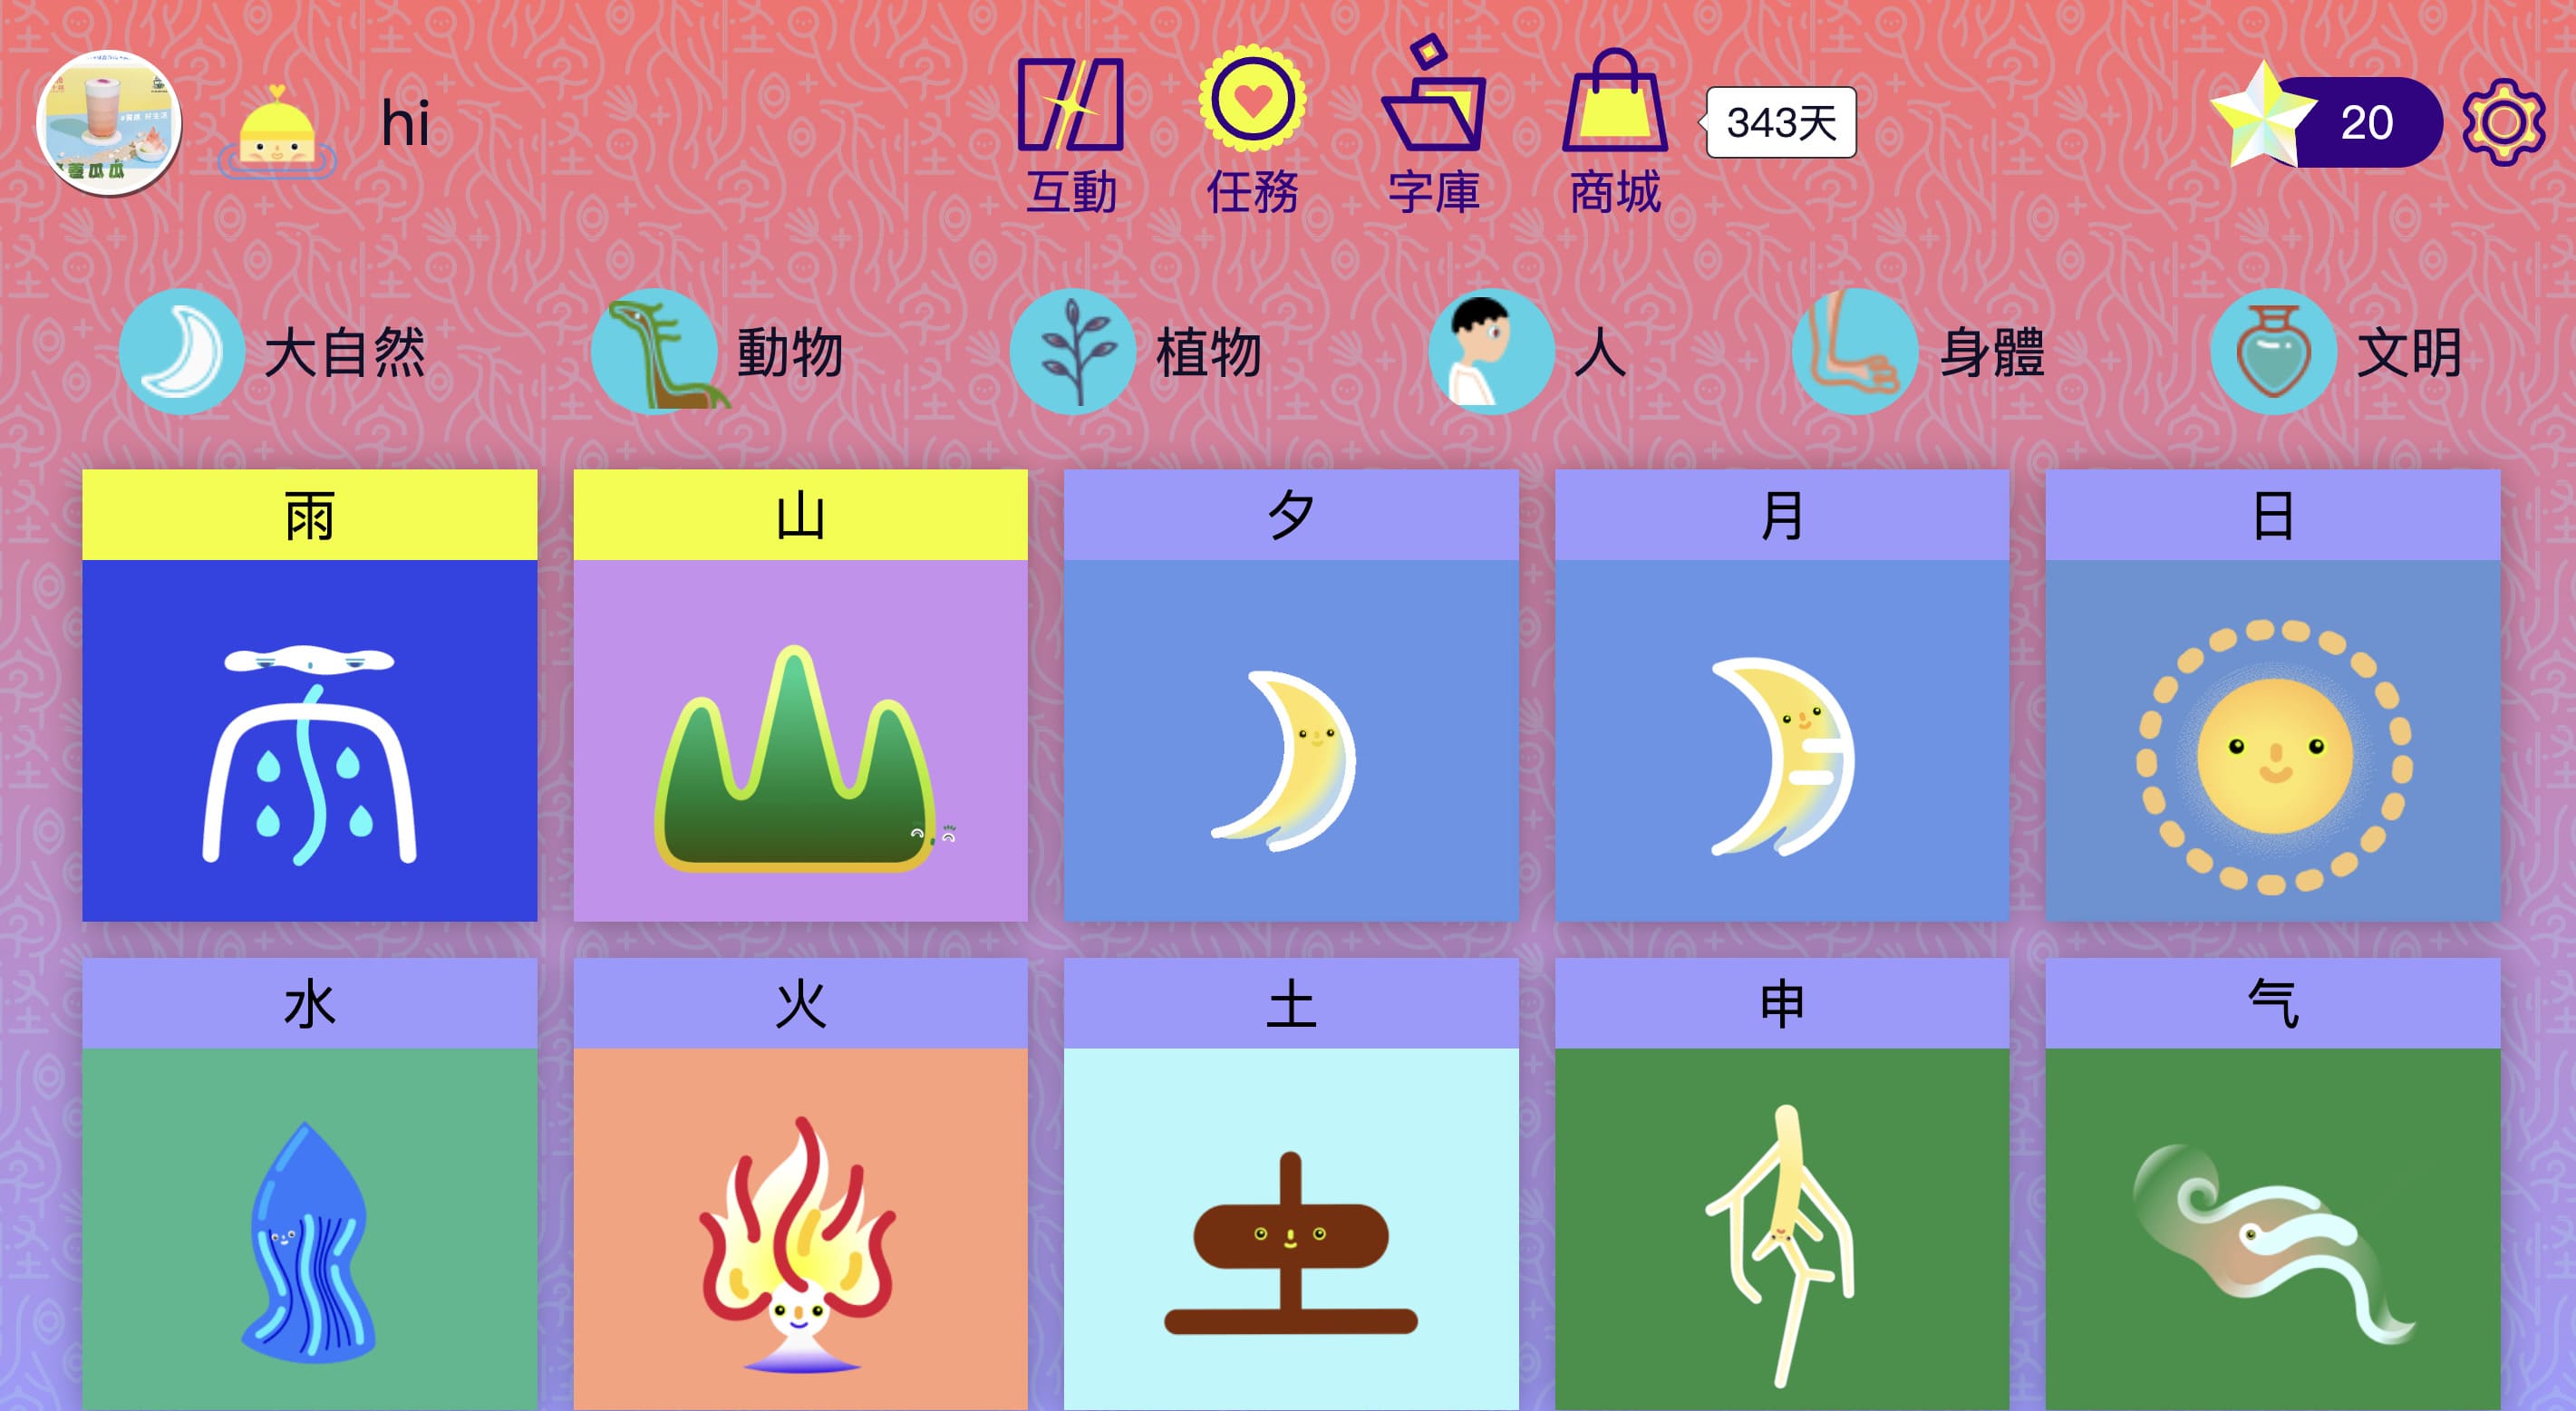 hi
互動
任務
字庫
商城
343天
20
大自然
動物
植物
人
身體
文明
雨
山
夕
月
日
水
火
土
申
气